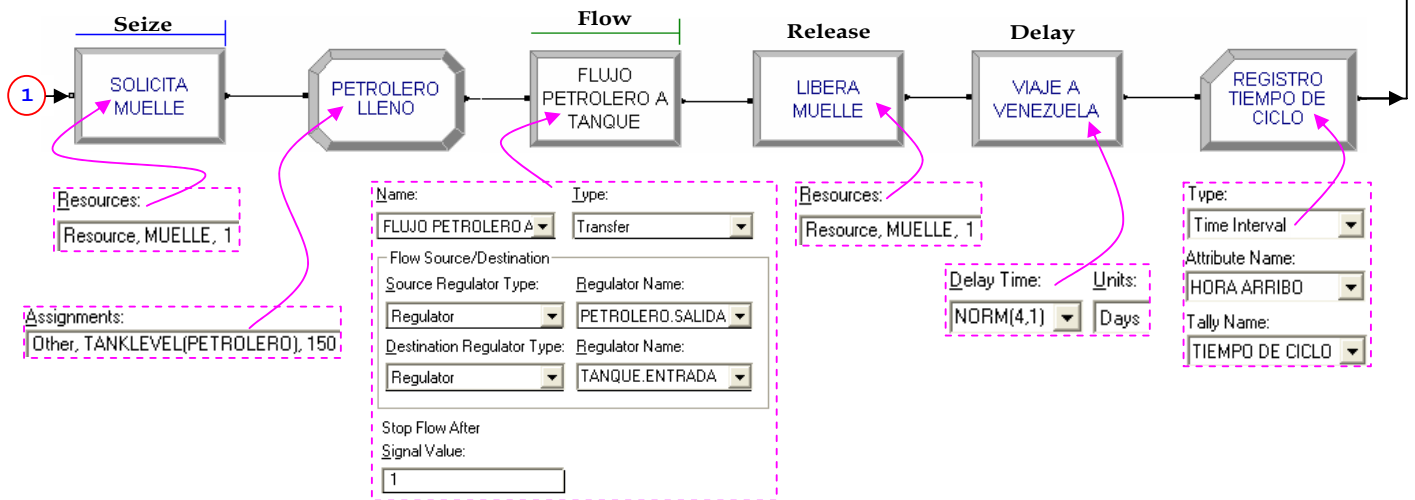 Seize
Flow
Release
Delay
1
SOLICITA
MUELLE
PETROLERO
LLENO
FLUJO
PETROLERO A
TANQUE
LIBERA
MUELLE
VIAJE A
VENEZUELA
REGISTRO
TIEMPO DE
CICLO
Resources:
Resource, MUELLE, 1
Assignments:
Other, TANKLEVEL(PETROLERO), 150
Name:
Type:
FLUJO PETROLERO A
Transfer
Flow Source/Destination
Source Regulator Type:
Regulator Name:
Regulator
PETROLERO.SALIDA
Destination Regulator Type:
Regulator Name:
Regulator
TANQUE.ENTRADA
Stop Flow After
Signal Value:
1
Resources:
Resource, MUELLE, 1
Delay Time:
Units:
NORM(4,1)
Days
Type:
Time Interval
Attribute Name:
HORA ARRIBO
Tally Name:
TIEMPO DE CICLO